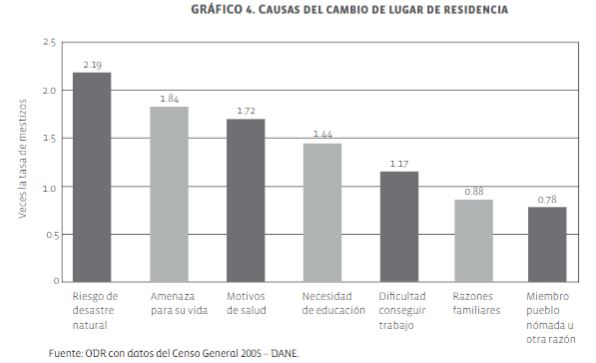 GRÁFICO 4. CAUSAS DEL CAMBIO DE LUGAR DE RESIDENCIA
Veces la tasa de mestizos
2.5
2.0
1.5
1.0
0.5
0
2.19
1.84
1.72
1.44
1.17
0.88
0.78
Riesgo de
desastre
natural
Amenaza
para su vida
Motivos
de salud
Necesidad
de educación
Dificultad
conseguir
trabajo
Razones
familiares
Miembro
pueblo
nómada u
otra razón
Fuente: ODR con datos del Censo General 2005 – DANE.